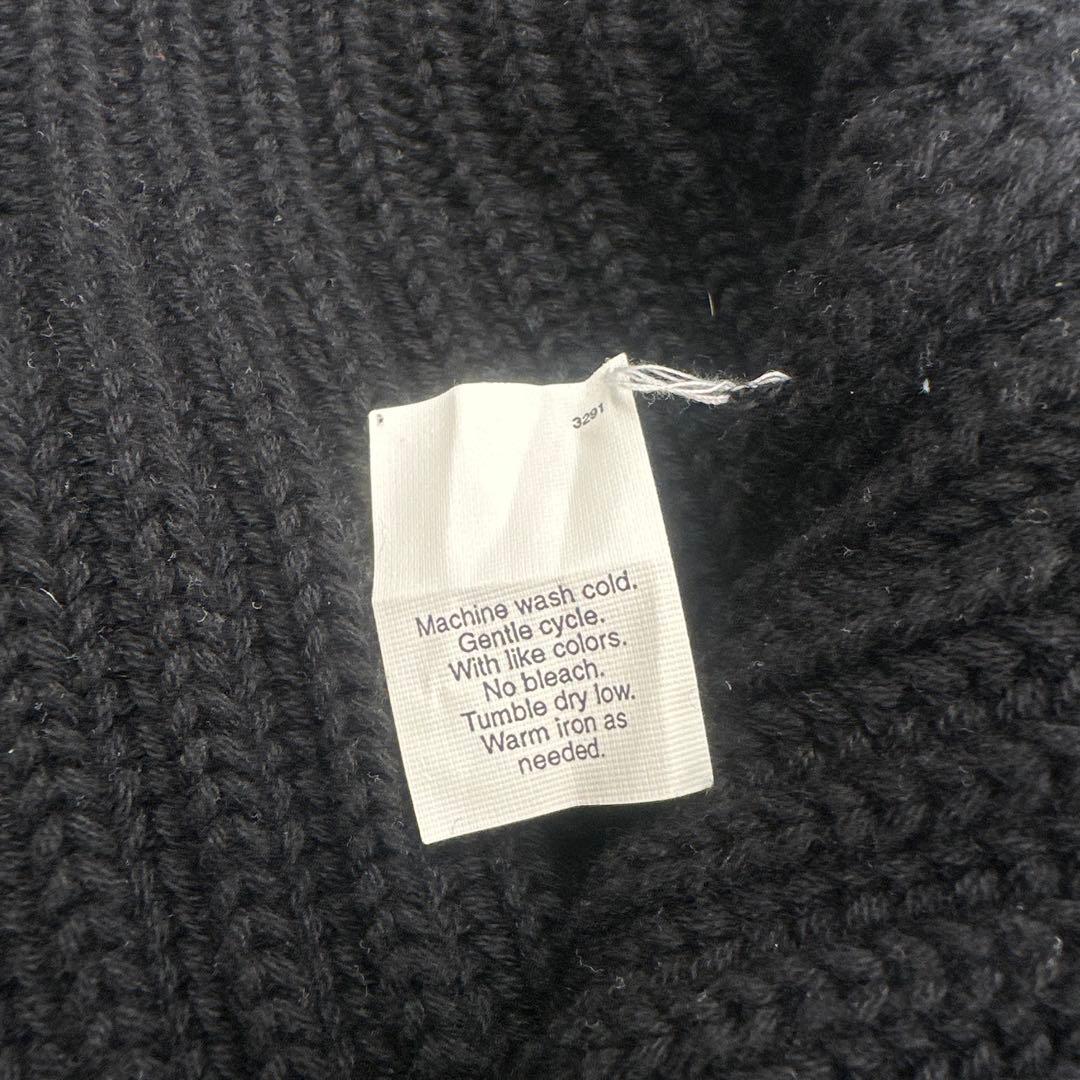 3291
Machine wash cold.
Gentle cycle.
With like colors.
No bleach.
Tumble dry low.
Warm iron as
needed.